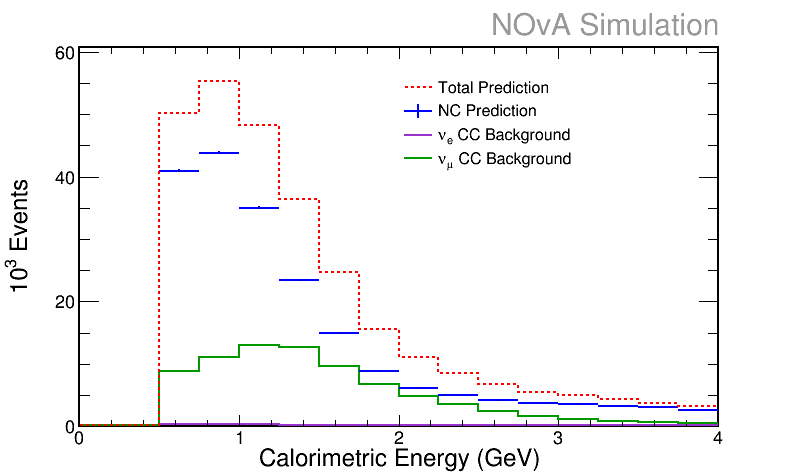 NOvA Simulation
60
40
20
0
10³ Events
Total Prediction
NC Prediction
νₑ CC Background
ν_μ CC Background
0 1 2 3 4
Calorimetric Energy (GeV)